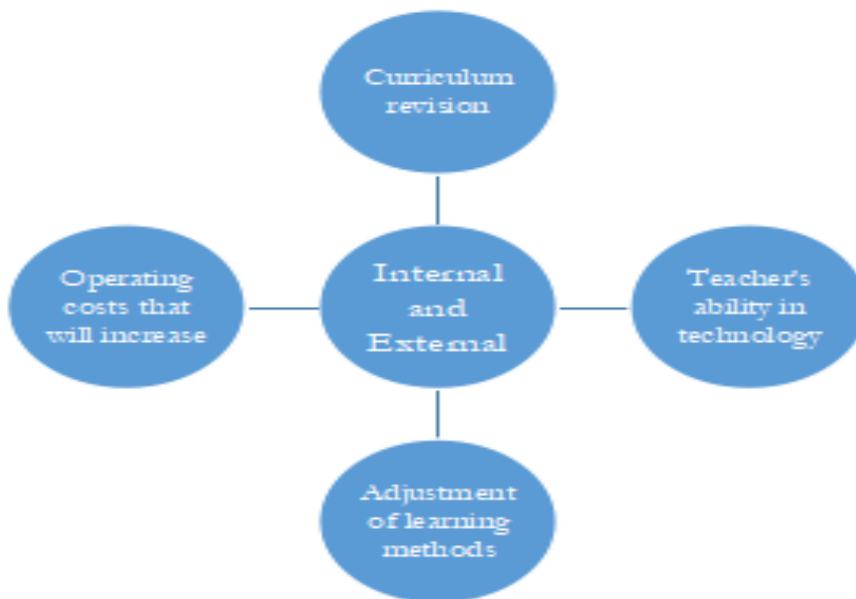 Curriculum
revision
Operating
costs that
will increase
Internal
and
External
Teacher's
ability in
technology
Adjustment
of learning
methods